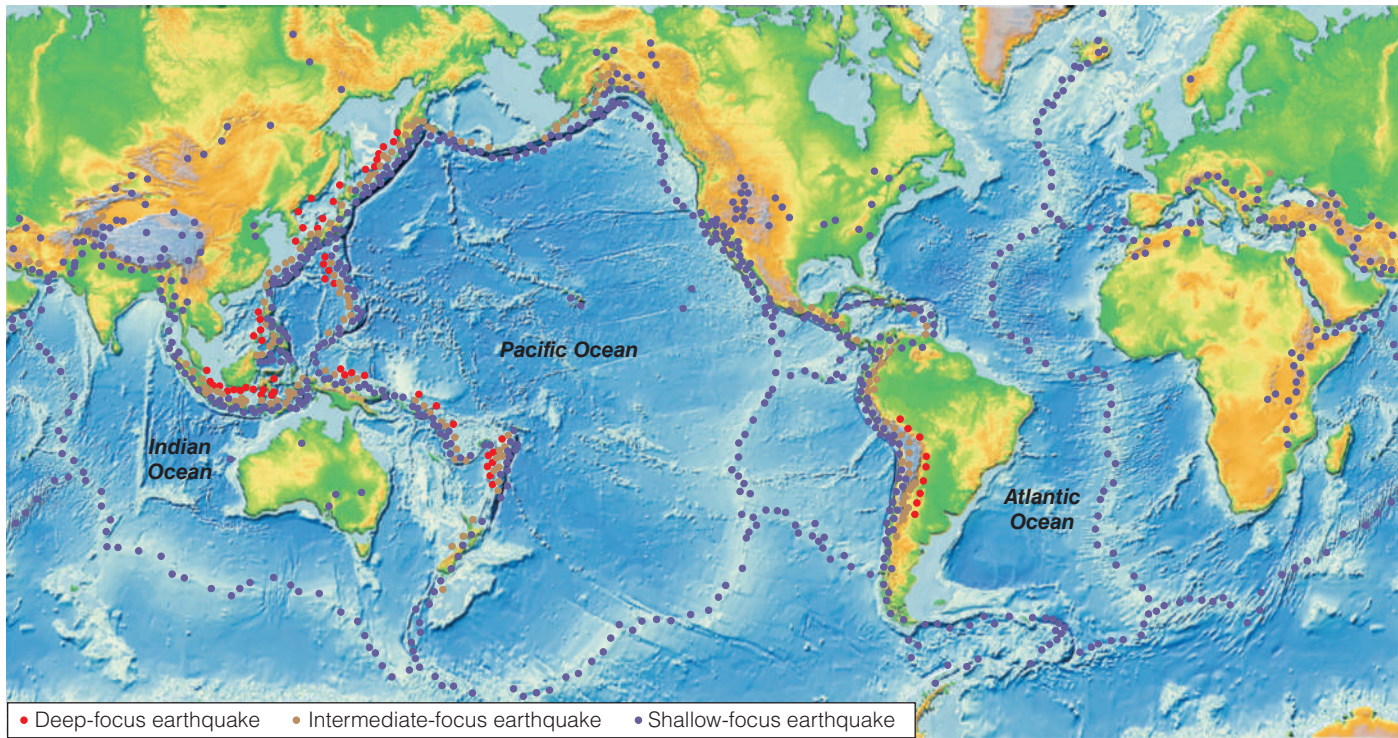 Pacific Ocean
Indian
Ocean
Atlantic
Ocean
Deep-focus earthquake
Intermediate-focus earthquake
Shallow-focus earthquake